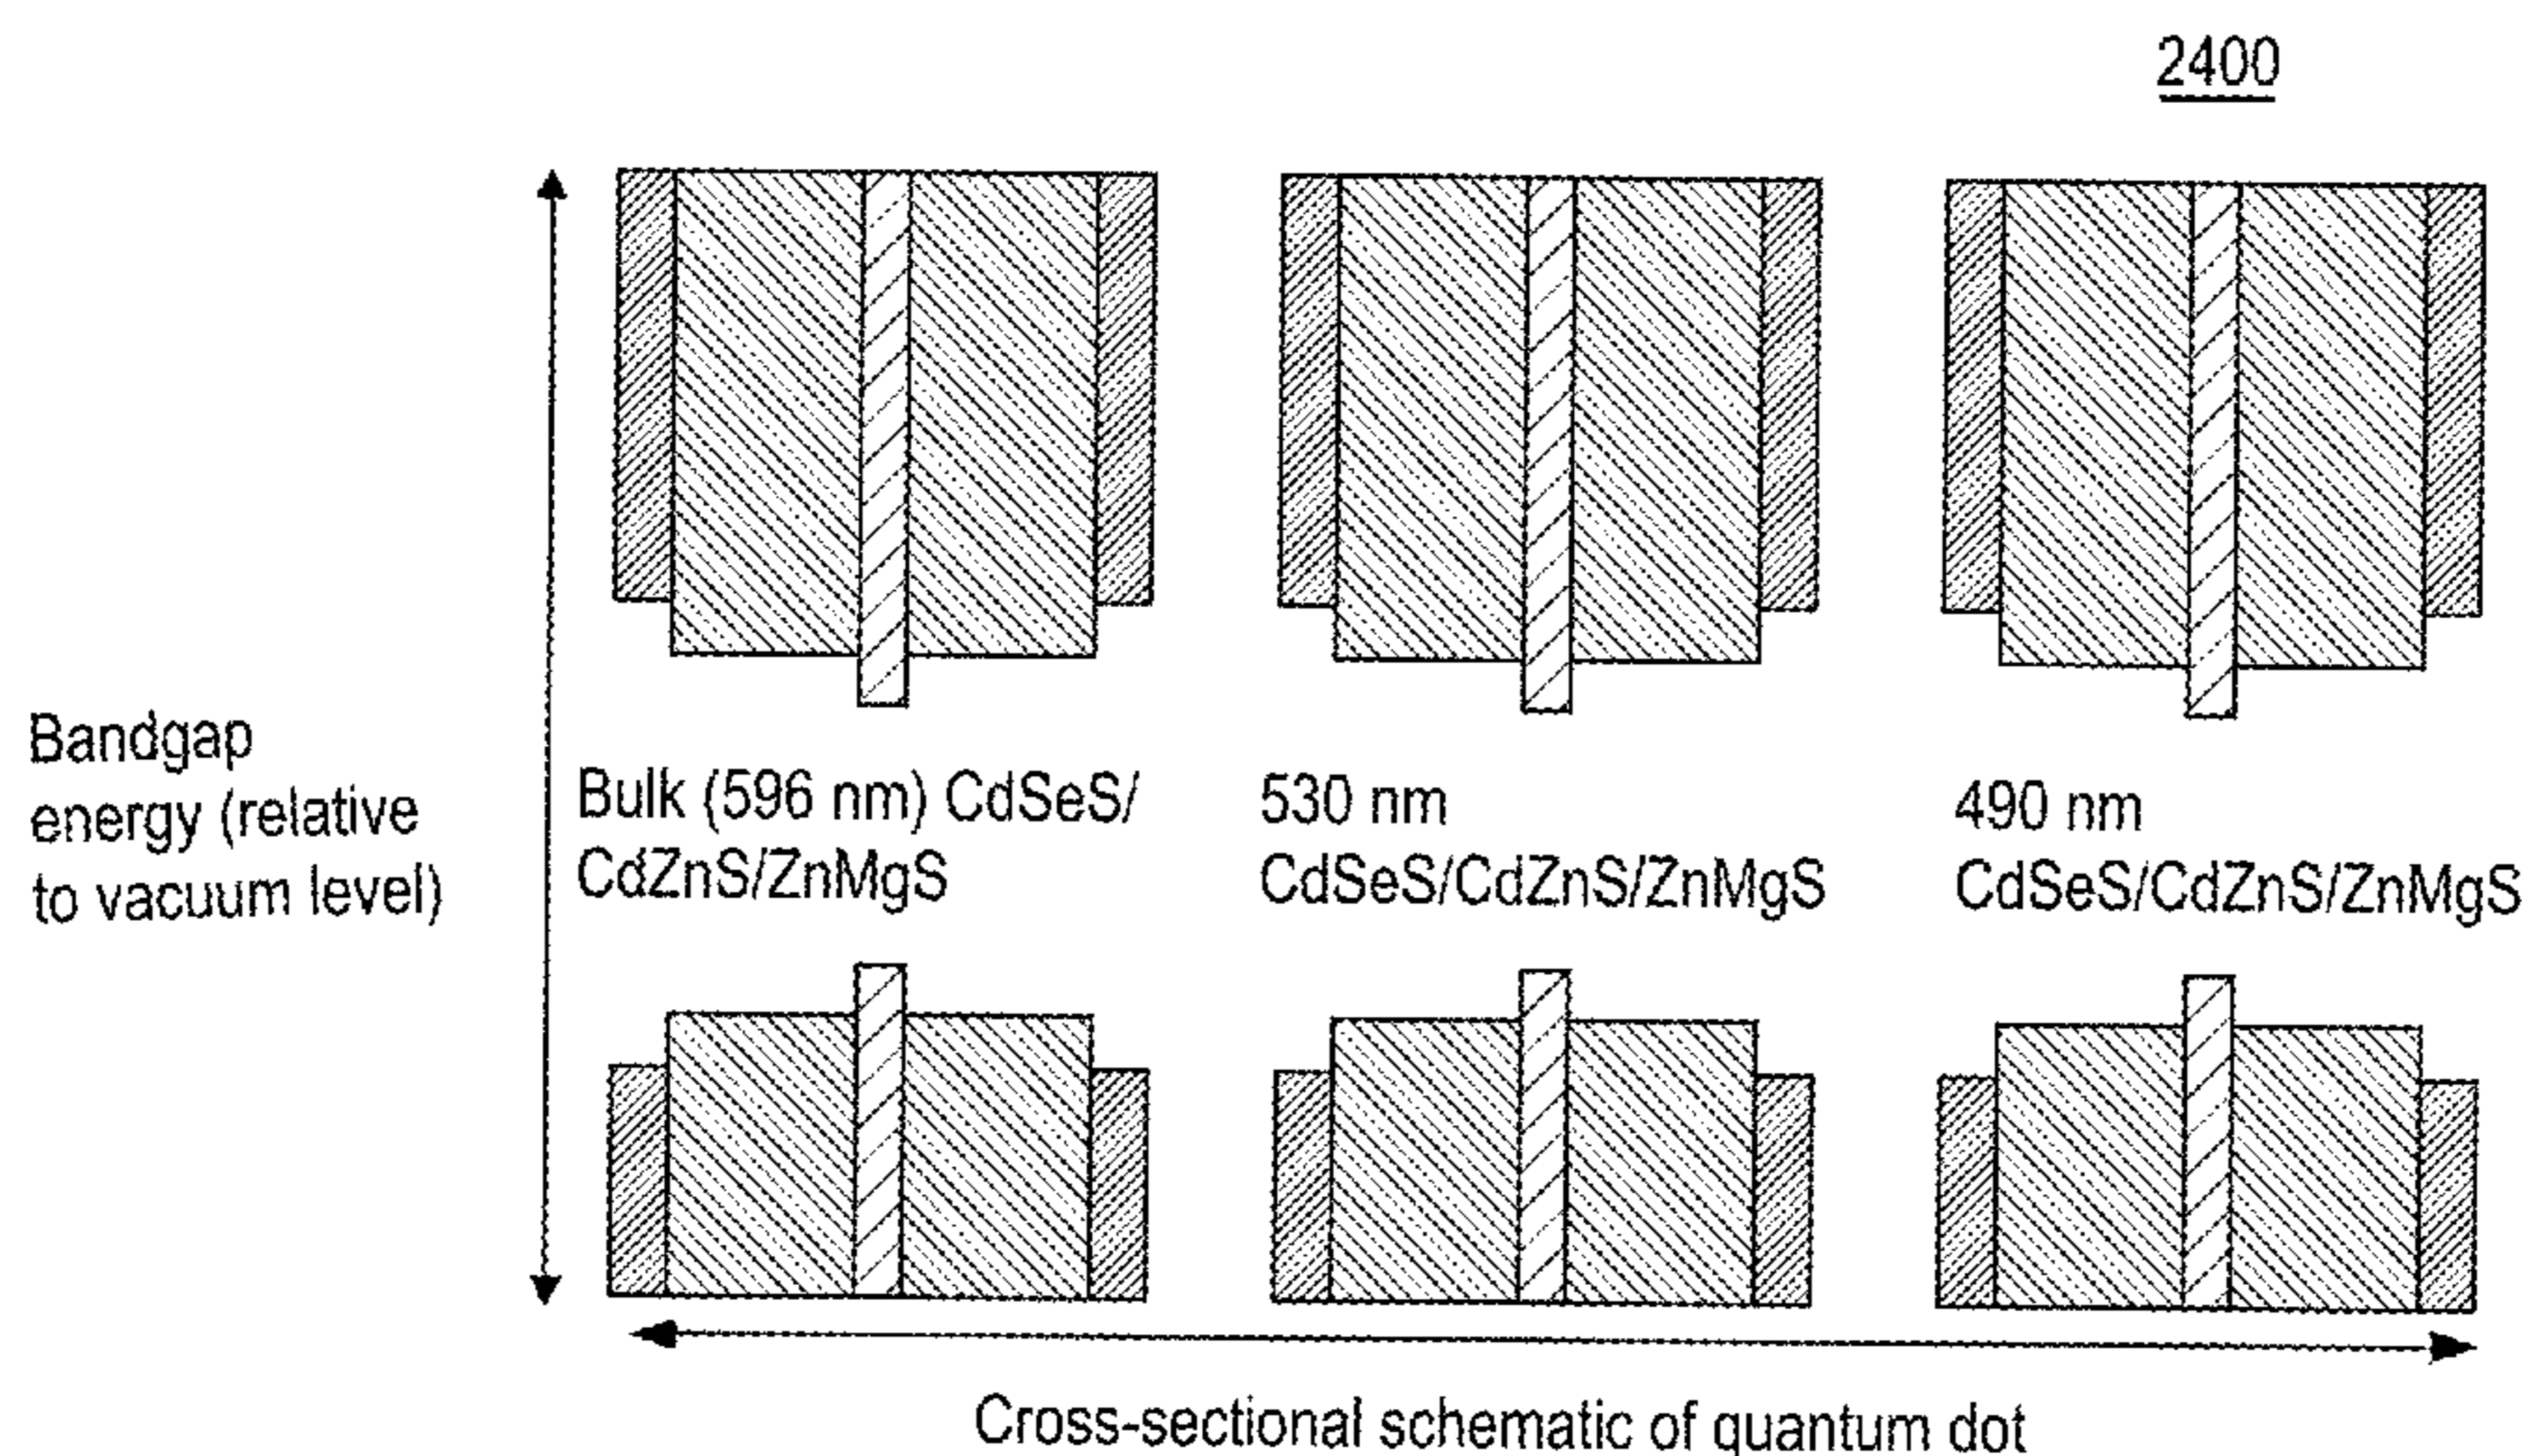 2400
Bandgap
energy (relative
to vacuum level)
Bulk (596 nm) CdSeS/
CdZnS/ZnMgS
530 nm
CdSeS/CdZnS/ZnMgS
490 nm
CdSeS/CdZnS/ZnMgS
Cross-sectional schematic of quantum dot